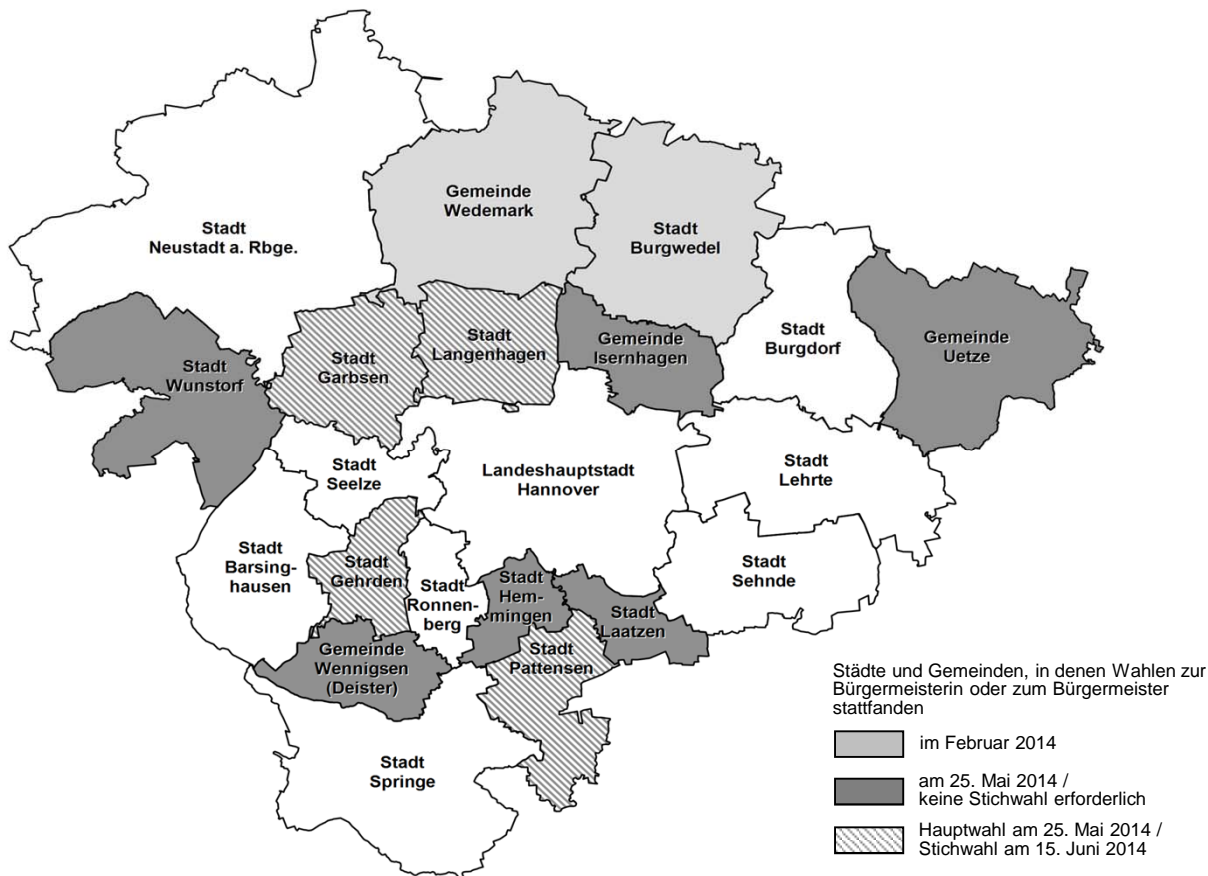 Gemeinde
Wedemark
Stadt
Neustadt a. Rbge.
Stadt
Burgwedel
Stadt
Burgdorf
Gemeinde
Uetze
Stadt
Langenhagen
Gemeinde
Isernhagen
Stadt
Garbsen
Stadt
Wunstorf
Stadt
Seelze
Landeshauptstadt
Hannover
Stadt
Lehrte
Stadt
Barsing-
hausen
Stadt
Gehrden
Stadt
Ronnen-
berg
Stadt
Hem-
mingen
Stadt
Laatzen
Stadt
Sehnde
Gemeinde
Wennigsen
(Deister)
Stadt
Pattensen
Stadt
Springe
Städte und Gemeinden, in denen Wahlen zur
Bürgermeisterin oder zum Bürgermeister
stattfanden
im Februar 2014
am 25. Mai 2014 /
keine Stichwahl erforderlich
Hauptwahl am 25. Mai 2014 /
Stichwahl am 15. Juni 2014